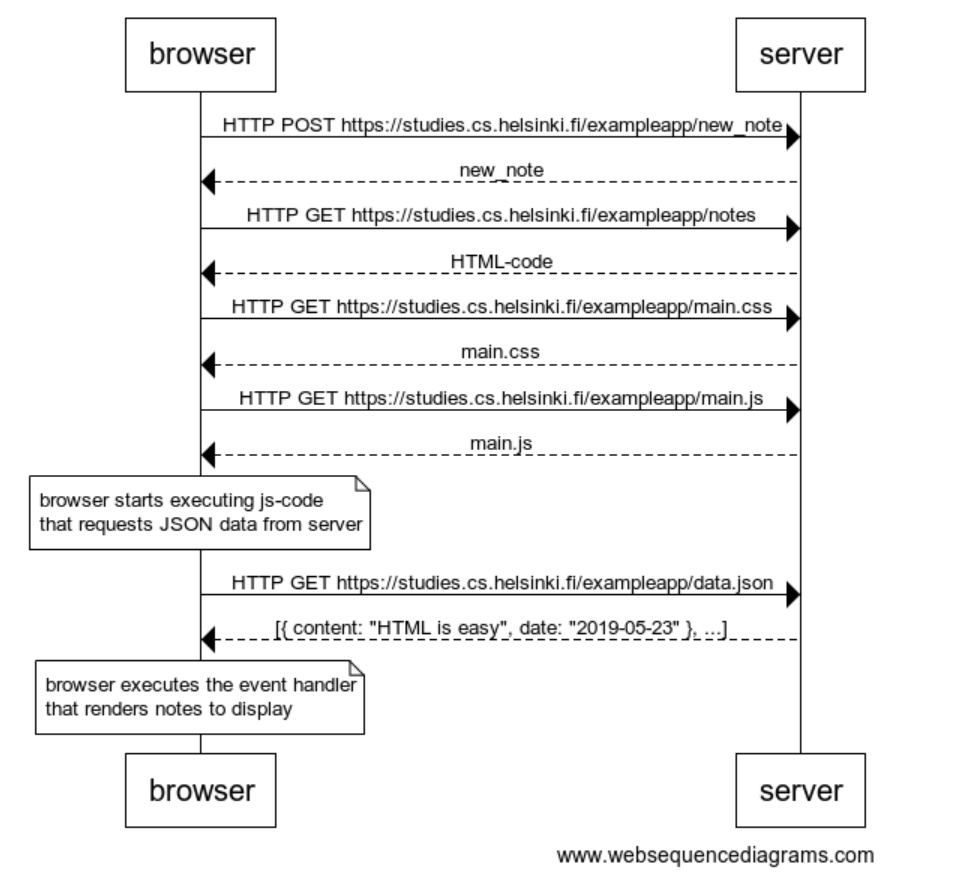 browser
server
HTTP POST https://studies.cs.helsinki.fi/exampleapp/new_note
new_note
HTTP GET https://studies.cs.helsinki.fi/exampleapp/notes
HTML-code
HTTP GET https://studies.cs.helsinki.fi/exampleapp/main.css
main.css
HTTP GET https://studies.cs.helsinki.fi/exampleapp/main.js
main.js
browser starts executing js-code
that requests JSON data from server
HTTP GET https://studies.cs.helsinki.fi/exampleapp/data.json
[{ content: "HTML is easy", date: "2019-05-23" }, ...]
browser executes the event handler
that renders notes to display
browser
server
www.websequencediagrams.com